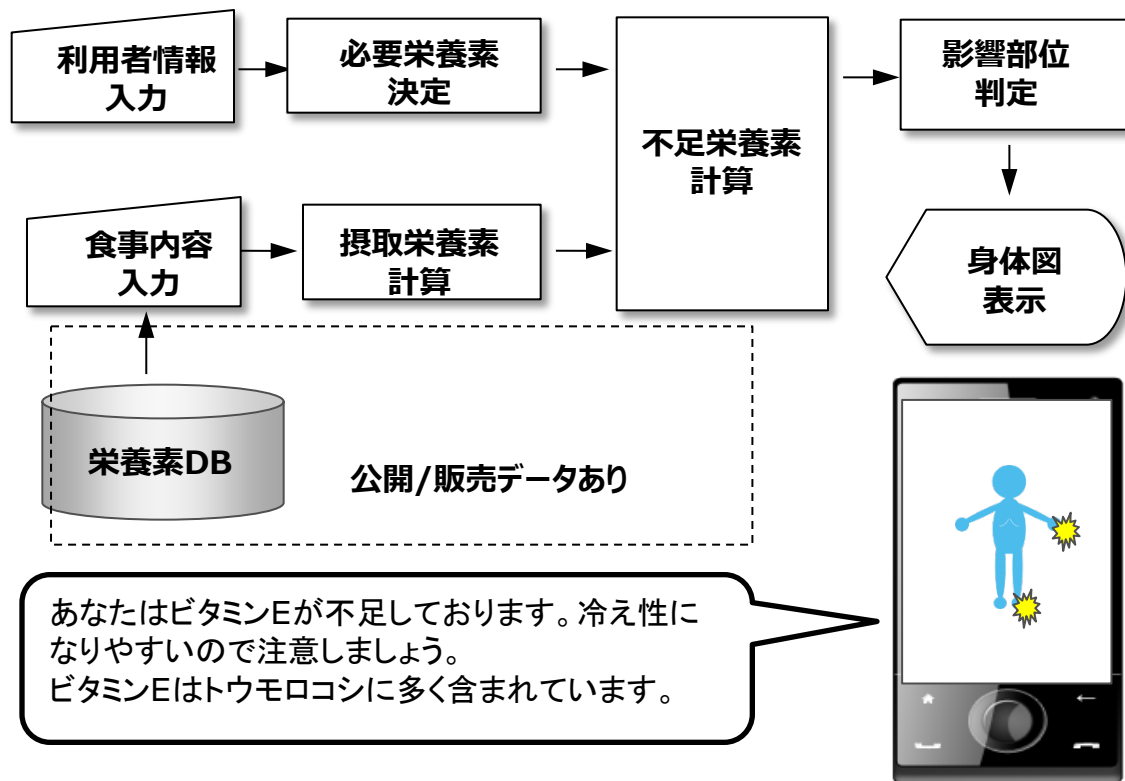 利用者情報
入力
必要栄養素
決定
不足栄養素
計算
影響部位
判定
食事内容
入力
摂取栄養素
計算
身体図
表示
栄養素DB
公開/販売データあり
あなたはビタミンEが不足しております。冷え性に
なりやすいので注意しましょう。
ビタミンEはトウモロコシに多く含まれています。